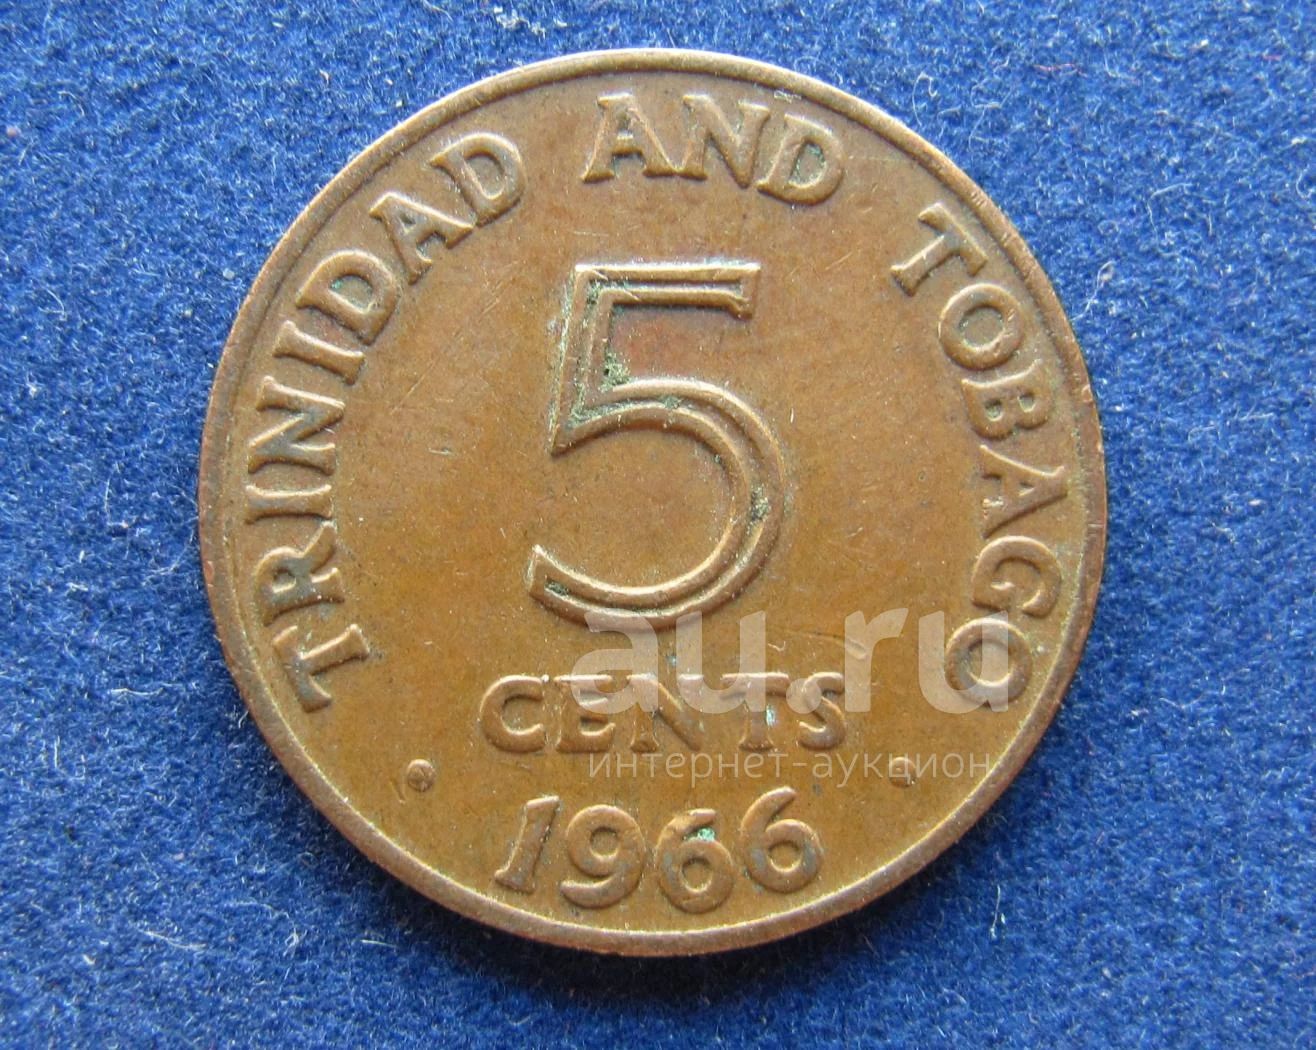 TRINIDAD AND TOBAGO
5
CENTS
1966
au.ru
интернет-аукцион